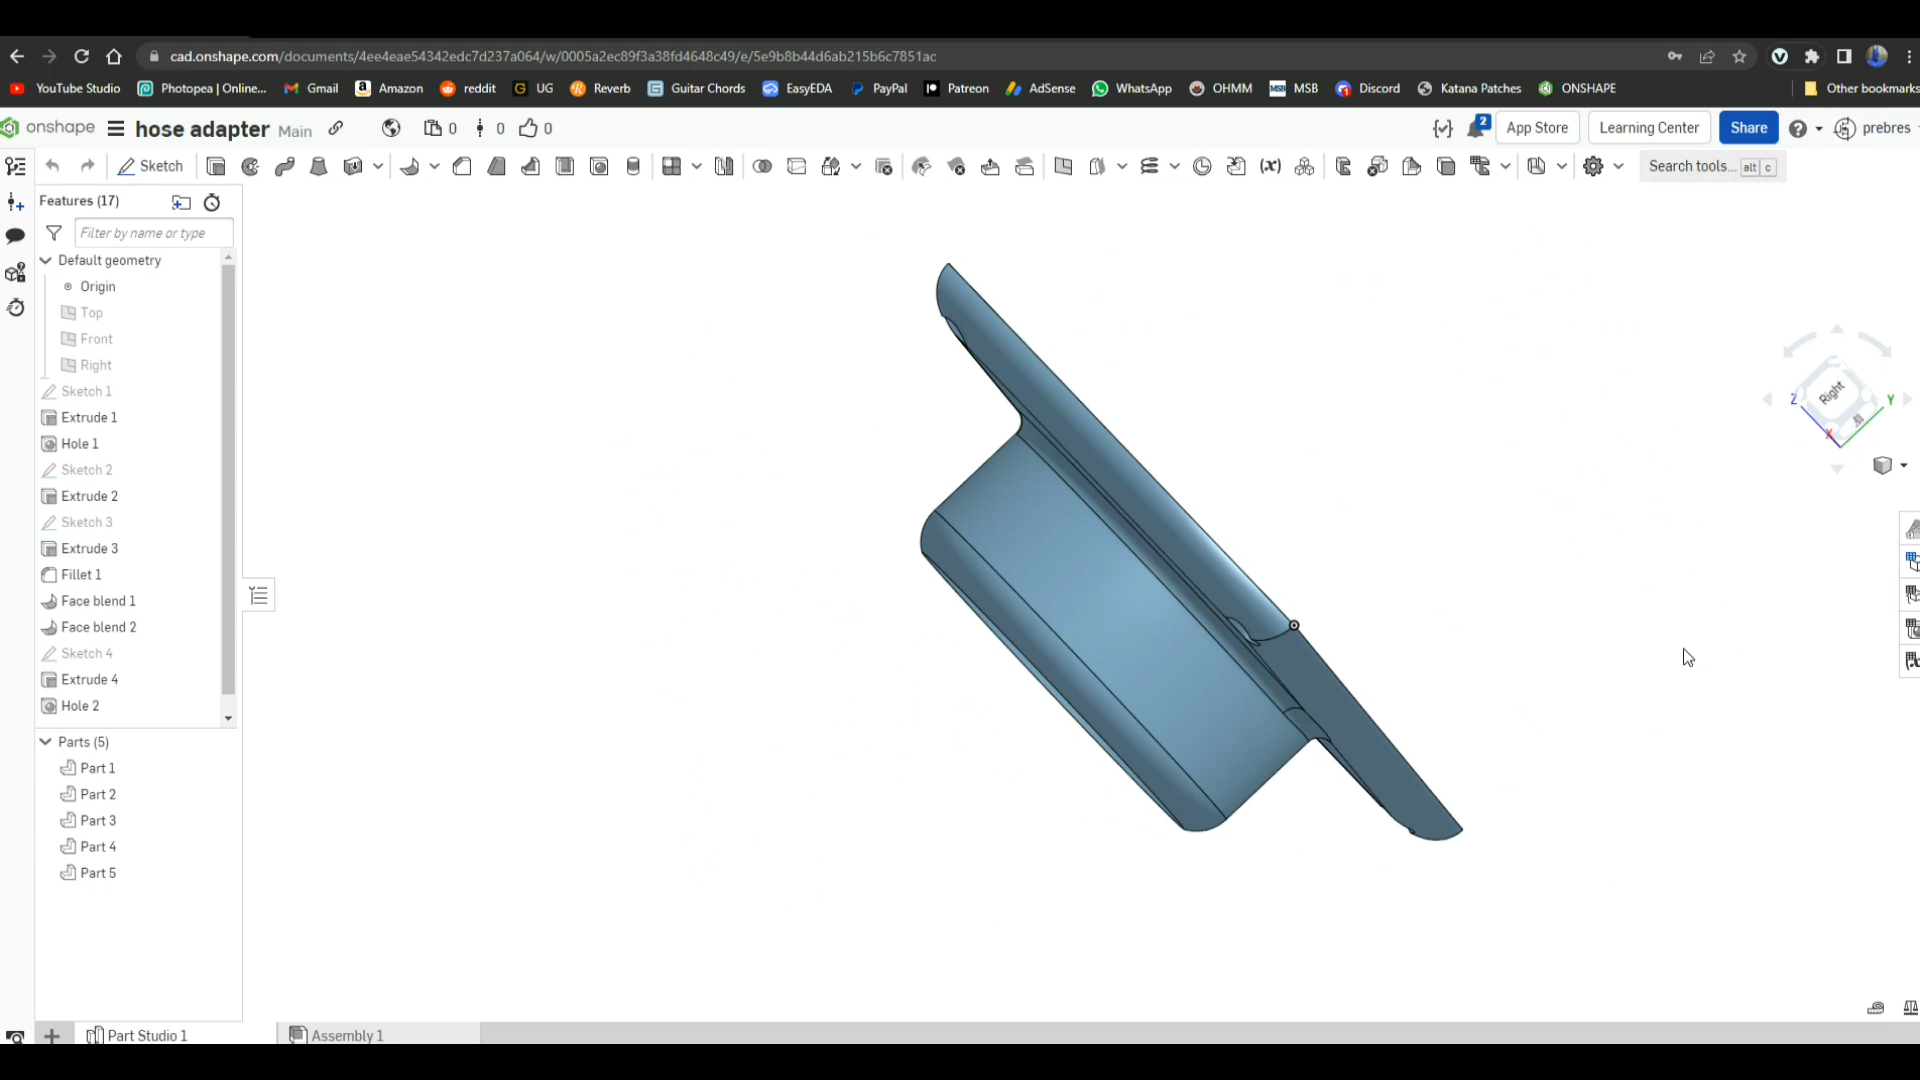 cad.onshape.com/documents/4ee4eae54342edc7d237a064/w/0005a2ec89f3a38fd4648c49/e/5e9b8b44d6ab215b6c7851ac
YouTube Studio Photopea | Online... Gmail Amazon reddit UG Reverb Guitar Chords EasyEDA PayPal Patreon AdSense WhatsApp OHMM MSB Discord Katana Patches ONSHAPE Other bookmarks
onshape hose adapter Main 0 0 0 2 App Store Learning Center Share prebres
Sketch Search tools... alt c
Features (17)
Filter by name or type
Default geometry
Origin
Top
Front
Right
Sketch 1
Extrude 1
Hole 1
Sketch 2
Extrude 2
Sketch 3
Extrude 3
Fillet 1
Face blend 1
Face blend 2
Sketch 4
Extrude 4
Hole 2
Parts (5)
Part 1
Part 2
Part 3
Part 4
Part 5
Right
Z
Y
X
Part Studio 1 Assembly 1